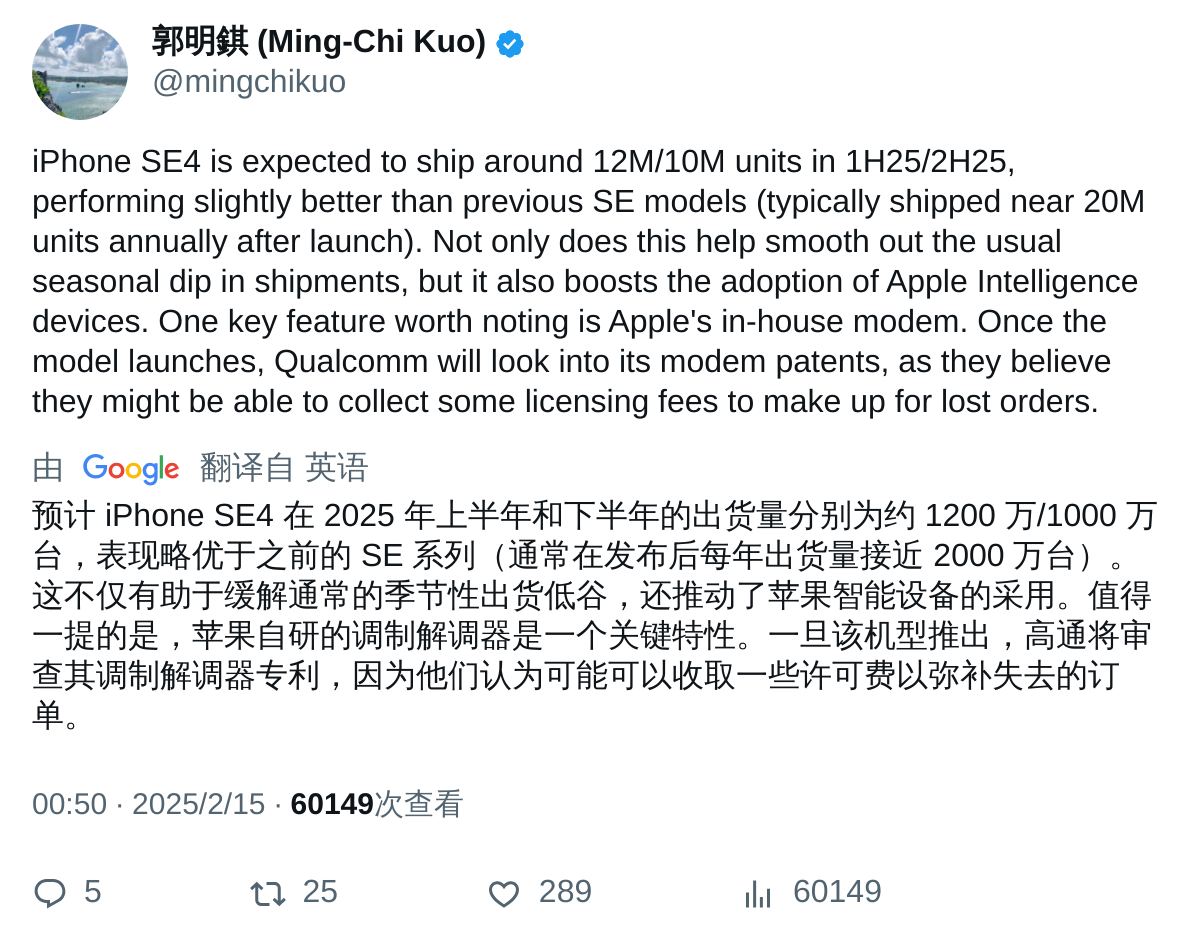 郭明錤 (Ming-Chi Kuo)
@mingchikuo
iPhone SE4 is expected to ship around 12M/10M units in 1H25/2H25,
performing slightly better than previous SE models (typically shipped near 20M
units annually after launch). Not only does this help smooth out the usual
seasonal dip in shipments, but it also boosts the adoption of Apple Intelligence
devices. One key feature worth noting is Apple's in-house modem. Once the
model launches, Qualcomm will look into its modem patents, as they believe
they might be able to collect some licensing fees to make up for lost orders.
由 Google 翻译自 英语
预计 iPhone SE4 在 2025 年上半年和下半年的出货量分别为约 1200 万/1000 万
台，表现略优于之前的 SE 系列（通常在发布后每年出货量接近 2000 万台）。
这不仅有助于缓解通常的季节性出货低谷，还推动了苹果智能设备的采用。值得
一提的是，苹果自研的调制解调器是一个关键特性。一旦该机型推出，高通将审
查其调制解调器专利，因为他们认为可能可以收取一些许可费以弥补失去的订
单。
00:50 · 2025/2/15 · 60149次查看
5 25 289 60149